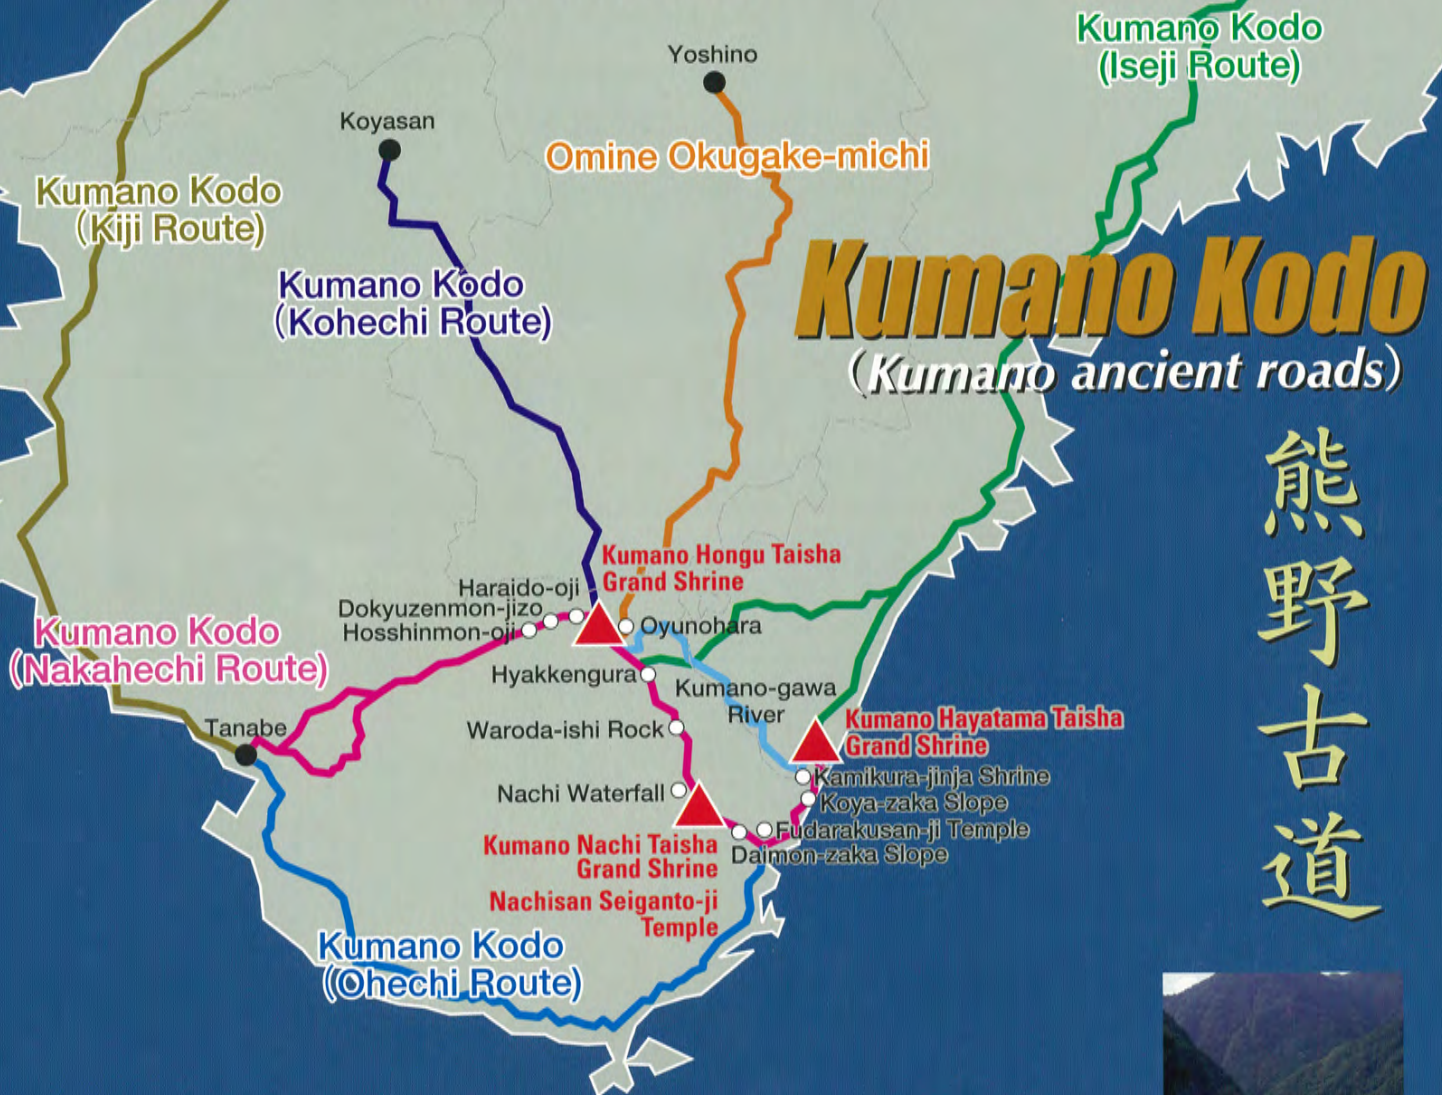 Kumano Kodo
(Iseji Route)
Yoshino
Koyasan
Omine Okugake-michi
Kumano Kodo
(Kiji Route)
Kumano Kodo
(Kohechi Route)
Kumano Kodo
(Kumano ancient roads)
熊野古道
Kumano Hongu Taisha
Grand Shrine
Haraido-oji
Dokyuzenmon-jizo
Hosshinmon-oji
Oyunohara
Kumano Kodo
(Nakahechi Route)
Hyakkengura
Kumano-gawa
River
Tanabe
Waroda-ishi Rock
Kumano Hayatama Taisha
Grand Shrine
Kamikura-jinja Shrine
Nachi Waterfall
Koya-zaka Slope
Fudarakusan-ji Temple
Daimon-zaka Slope
Kumano Nachi Taisha
Grand Shrine
Nachisan Seiganto-ji
Temple
Kumano Kodo
(Ohechi Route)